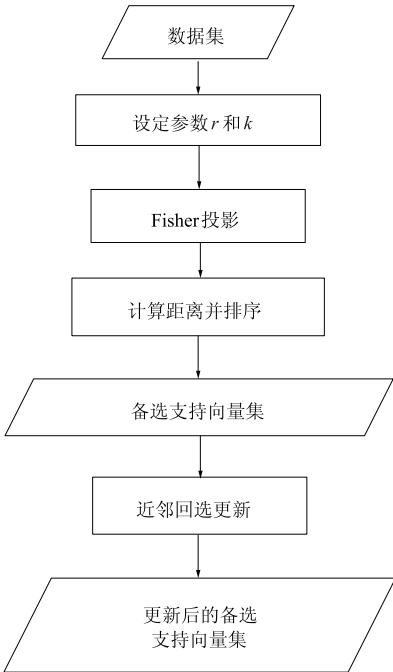 数据集
设定参数r和k
Fisher投影
计算距离并排序
备选支持向量集
近邻回选更新
更新后的备选
支持向量集